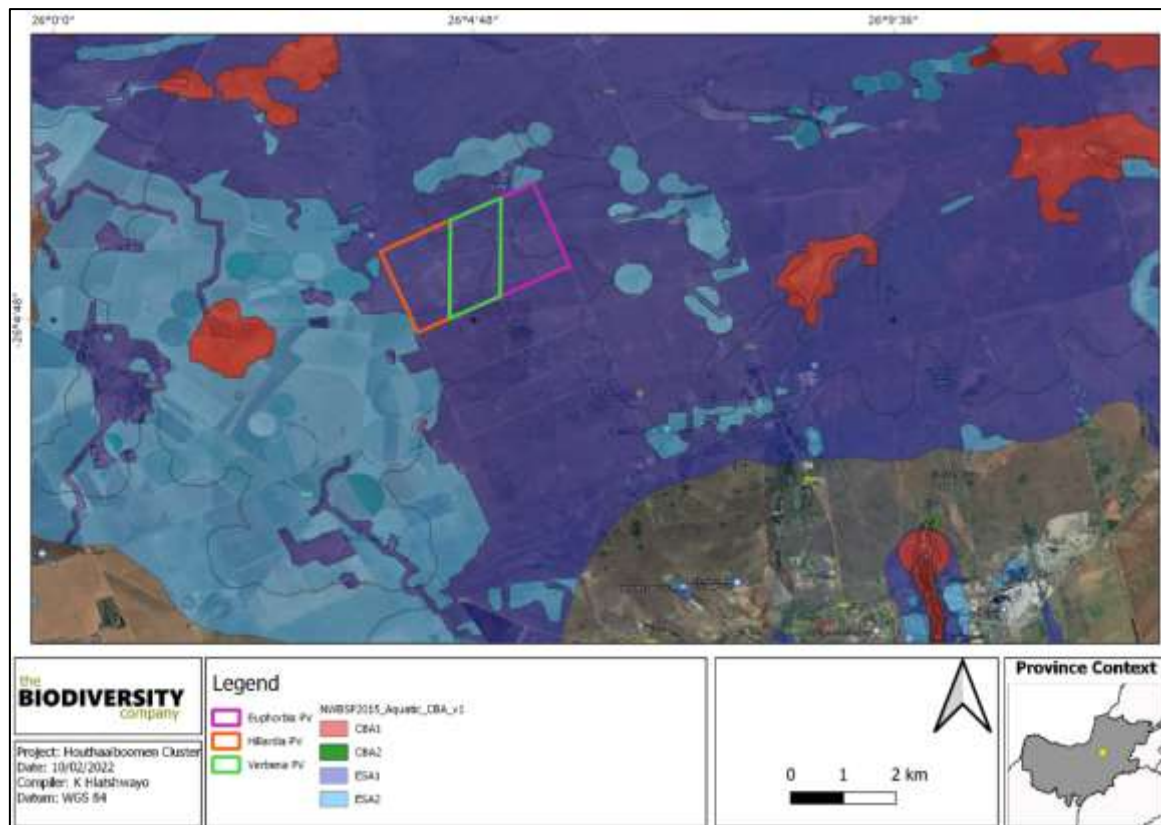 26°0'0"
26°4'48"
26°9'36"
-26°4'48"
the
BIODIVERSITY
company
Project: Houthaalboomen Cluster
Date: 10/02/2022
Compiler: K Hlatshwayo
Datum: WGS 84
Legend
Euphorbia PV
Hillardia PV
Verbena PV
NWBSP2015_Aquatic_CBA_v1
CBA1
CBA2
ESA1
ESA2
0 1 2 km
Province Context